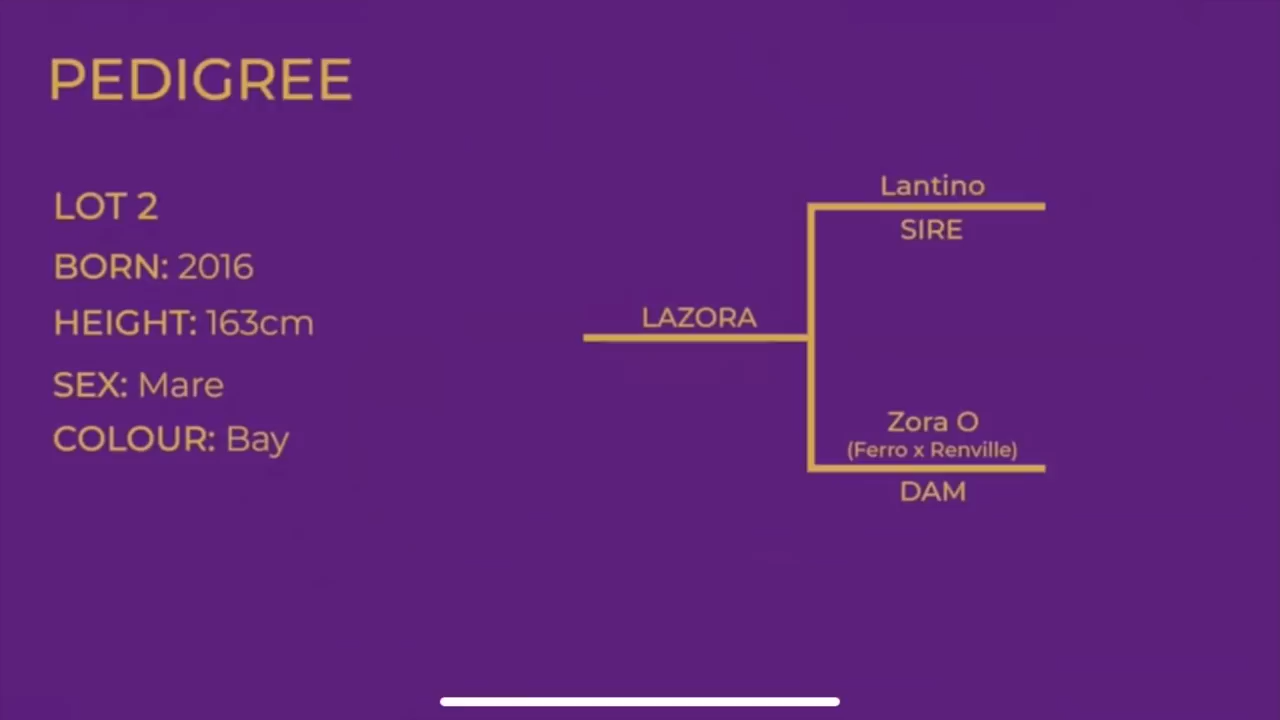 PEDIGREE
LOT 2
BORN: 2016
HEIGHT: 163cm
SEX: Mare
COLOUR: Bay
LAZORA
Lantino
SIRE
Zora O
(Ferro x Renville)
DAM